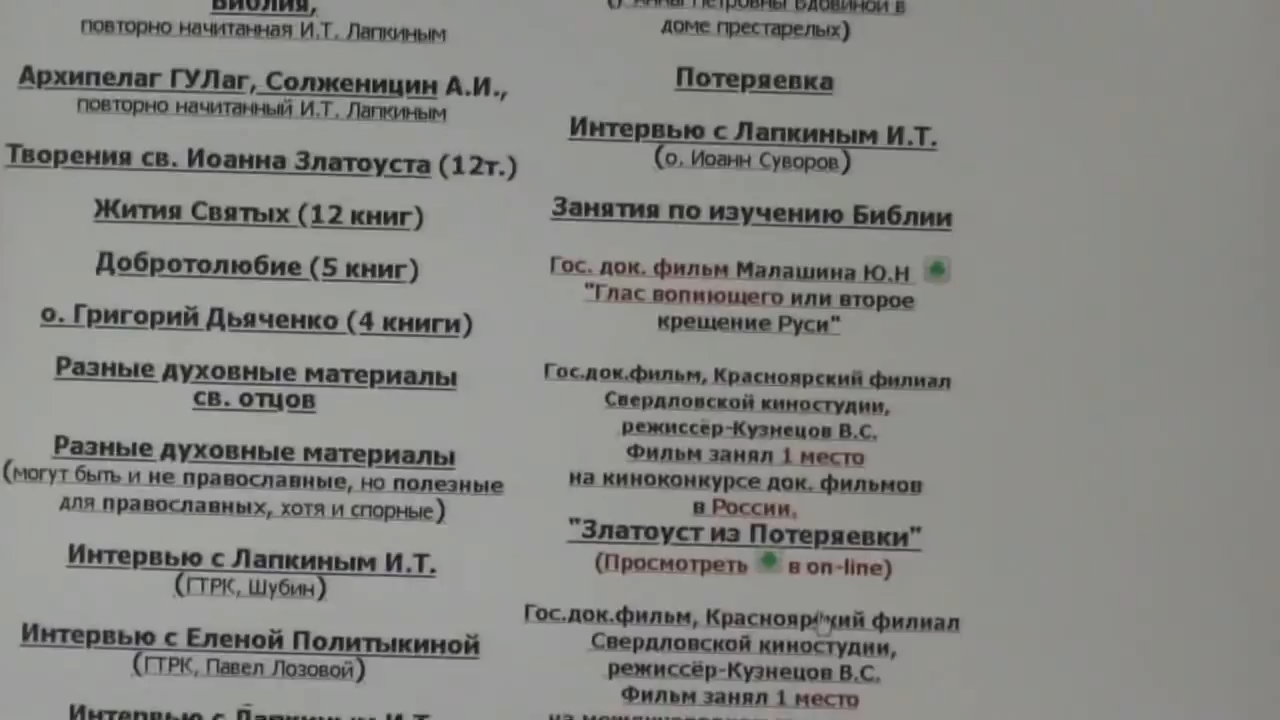 Библия,
повторно начитанная И.Т. Лапкиным
Архипелаг ГУЛаг, Солженицин А.И.,
повторно начитанный И.Т. Лапкиным
Творения св. Иоанна Златоуста (12т.)
Жития Святых (12 книг)
Добротолюбие (5 книг)
о. Григорий Дьяченко (4 книги)
Разные духовные материалы
св. отцов
Разные духовные материалы
(могут быть и не православные, но полезные
для православных, хотя и спорные)
Интервью с Лапкиным И.Т.
(ГТРК, Шубин)
Интервью с Еленой Политыкиной
(ГТРК, Павел Лозовой)
Интервью с Лапкиным И.Т.
Анны Петровны Вдовиной в
доме престарелых)
Потеряевка
Интервью с Лапкиным И.Т.
(о. Иоанн Суворов)
Занятия по изучению Библии
Гос. док. фильм Малашина Ю.Н
"Глас вопиющего или второе
крещение Руси"
Гос.док.фильм, Красноярский филиал
Свердловской киностудии,
режиссёр-Кузнецов В.С.
Фильм занял 1 место
на киноконкурсе док. фильмов
в России.
"Златоуст из Потеряевки"
(Просмотреть в on-line)
Гос.док.фильм, Красноярский филиал
Свердловской киностудии,
режиссёр-Кузнецов В.С.
Фильм занял 1 место